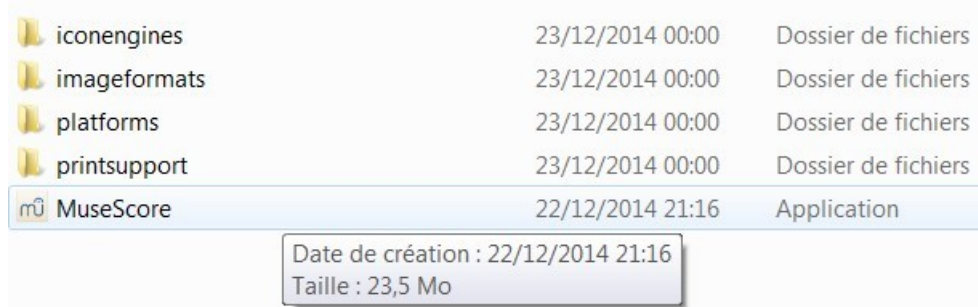 iconengines 23/12/2014 00:00 Dossier de fichiers
imageformats 23/12/2014 00:00 Dossier de fichiers
platforms 23/12/2014 00:00 Dossier de fichiers
printsupport 23/12/2014 00:00 Dossier de fichiers
mû MuseScore 22/12/2014 21:16 Application
Date de création : 22/12/2014 21:16
Taille : 23,5 Mo